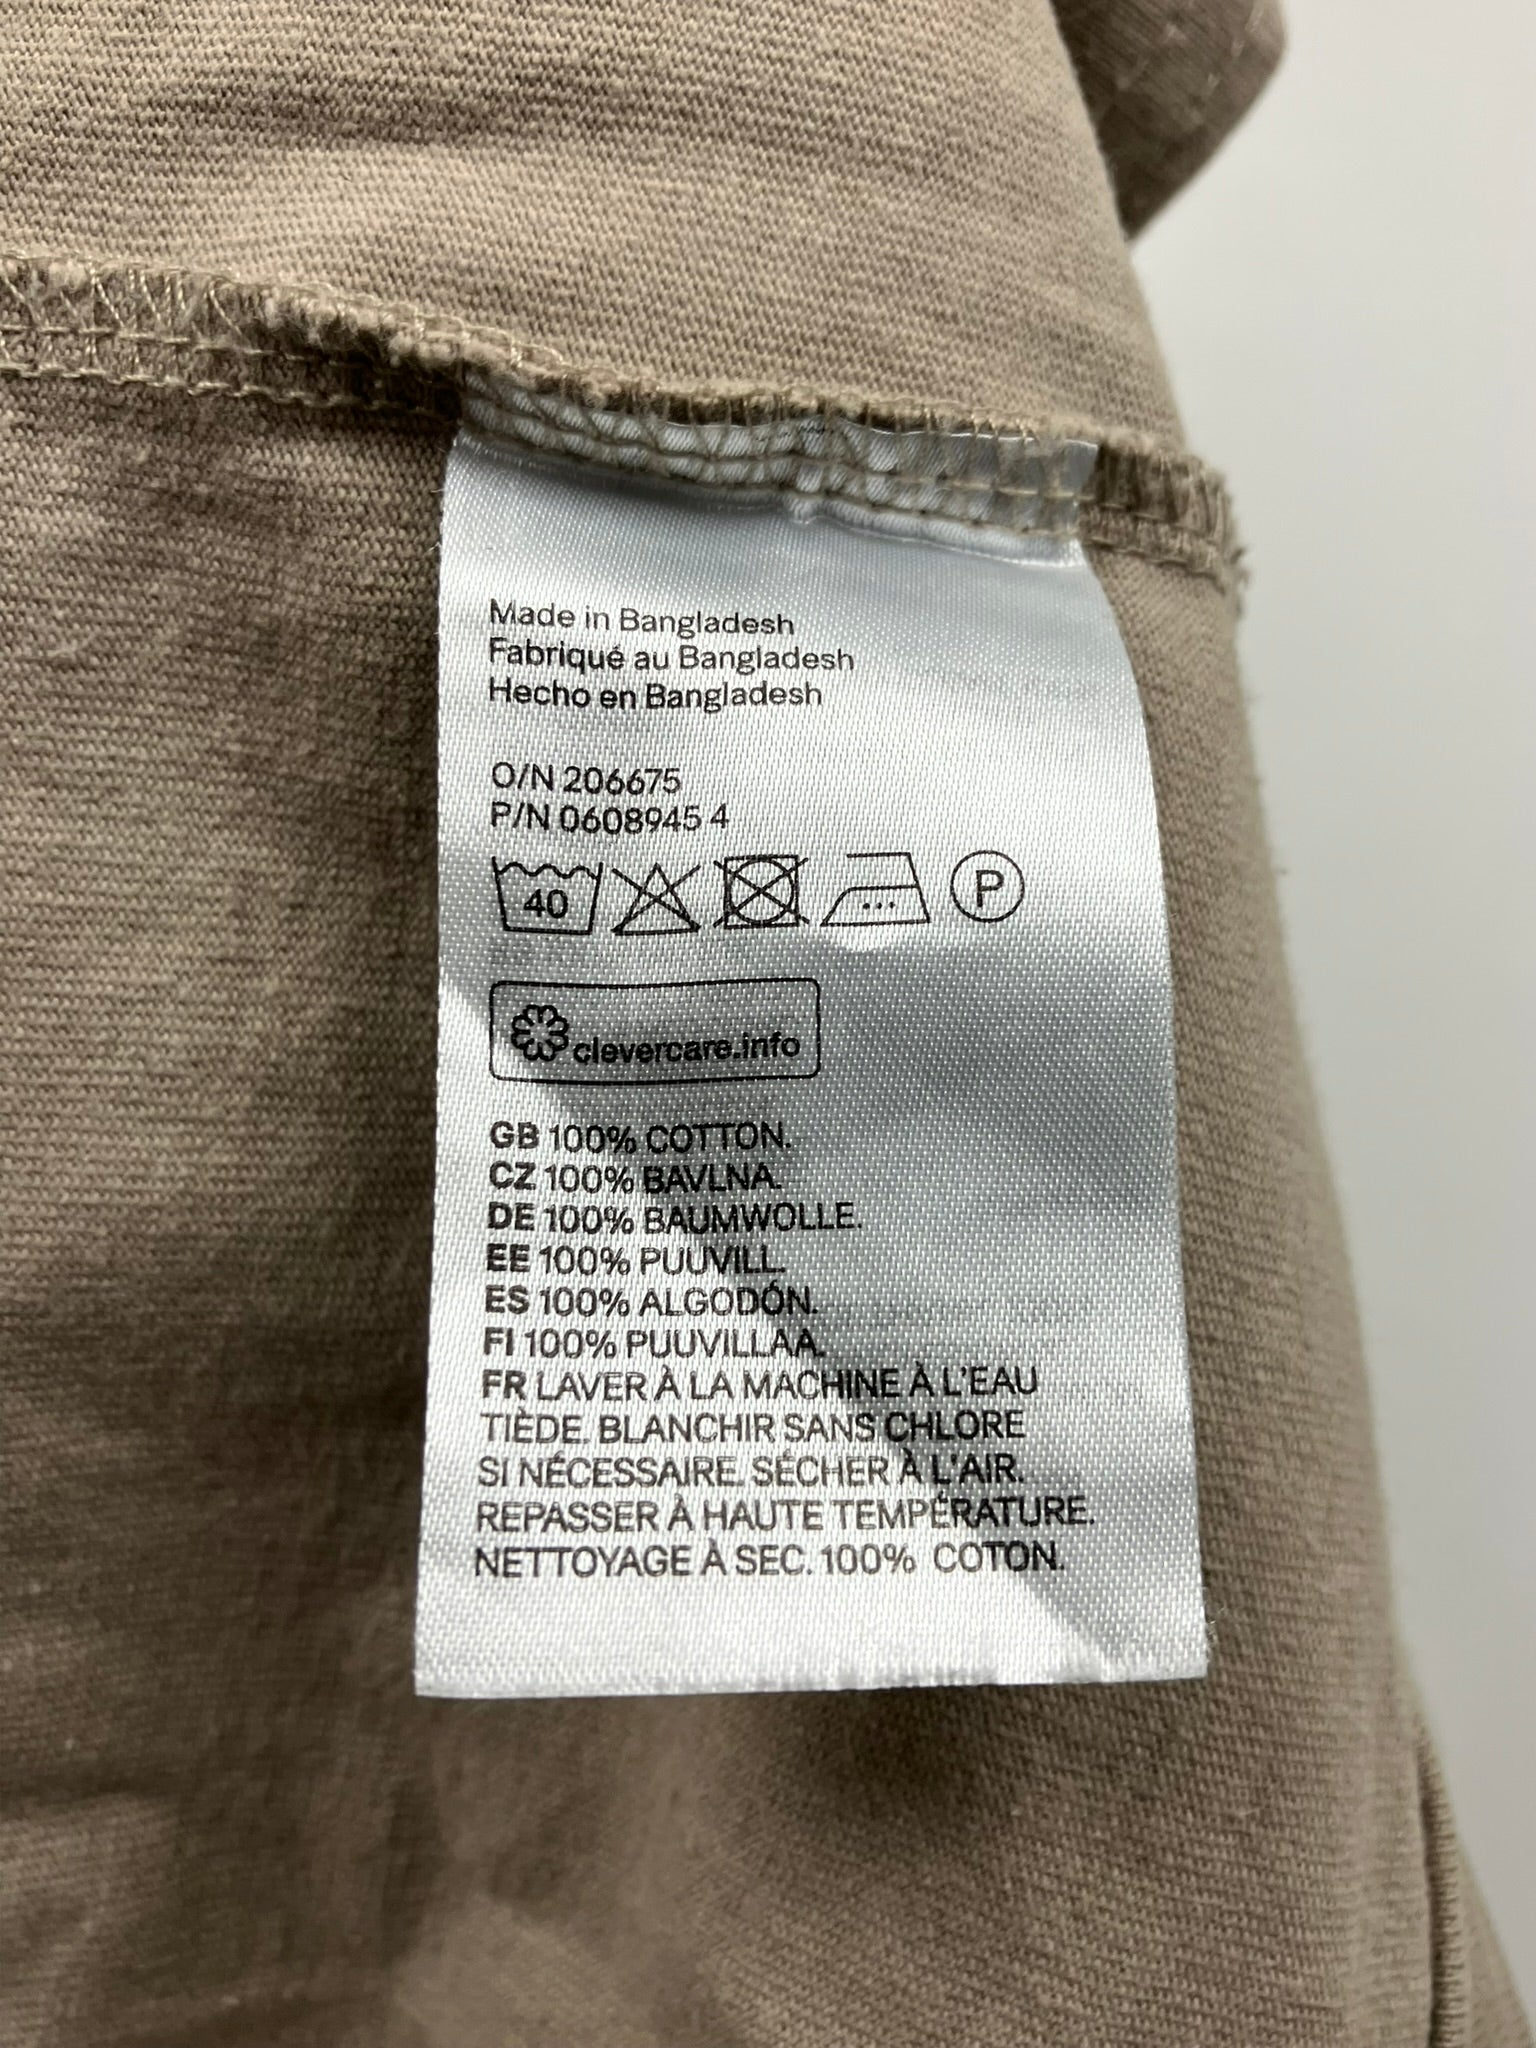 Made in Bangladesh
Fabriqué au Bangladesh
Hecho en Bangladesh
O/N 206675
P/N 0608945 4
40 P
clevercare.info
GB 100% COTTON.
CZ 100% BAVLNA.
DE 100% BAUMWOLLE.
EE 100% PUUVILL.
ES 100% ALGODÓN.
FI 100% PUUVILLAA.
FR LAVER À LA MACHINE À L'EAU
TIÈDE. BLANCHIR SANS CHLORE
SI NÉCESSAIRE. SÉCHER À L'AIR.
REPASSER À HAUTE TEMPÉRATURE.
NETTOYAGE À SEC. 100% COTON.